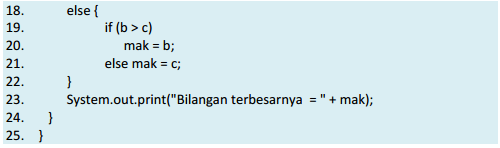 18. else {
19. if (b > c)
20. mak = b;
21. else mak = c;
22. }
23. System.out.print("Bilangan terbesarnya = " + mak);
24. }
25. }